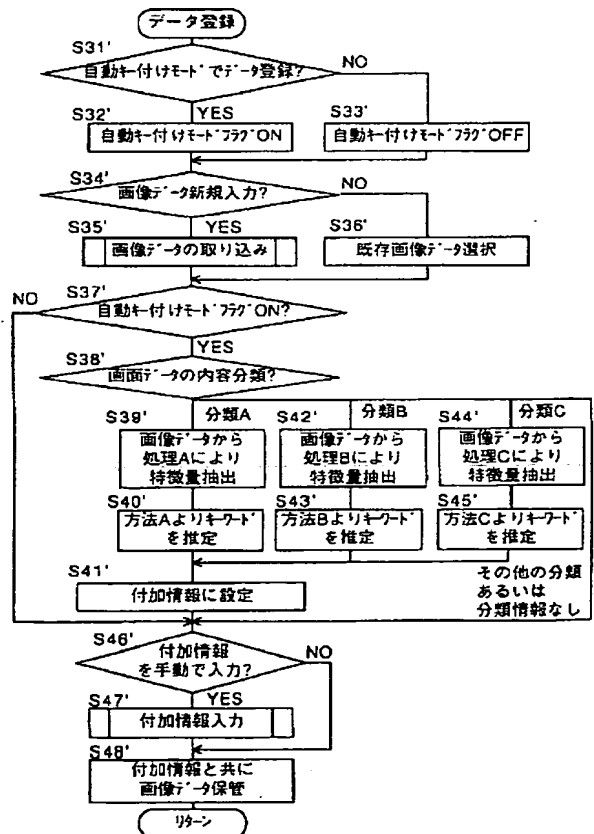 データ登録
S31'
自動キー付けモードでデータ登録?
NO
YES
S32'
自動キー付けモードフラグON
S33'
自動キー付けモードフラグOFF
S34'
画像データ新規入力?
NO
YES
S35'
画像データの取り込み
S36'
既存画像データ選択
NO
S37'
自動キー付けモードフラグON?
YES
S38'
画面データの内容分類?
S39'
分類A
画像データから
処理Aにより
特徴量抽出
S42'
分類B
画像データから
処理Bにより
特徴量抽出
S44'
分類C
画像データから
処理Cにより
特徴量抽出
S40'
方法Aよりキーワード
を推定
S43'
方法Bよりキーワード
を推定
S45'
方法Cよりキーワード
を推定
S41'
付加情報に設定
その他の分類
あるいは
分類情報なし
S46'
付加情報
を手動で入力?
NO
YES
S47'
付加情報入力
S48'
付加情報と共に
画像データ保管
リターン